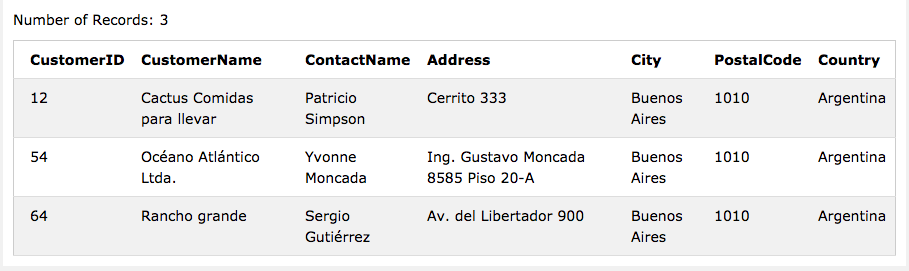 Number of Records: 3
CustomerID CustomerName ContactName Address City PostalCode Country
12 Cactus Comidas Patricio Cerrito 333 Buenos 1010 Argentina
para llevar Simpson Aires
54 Océano Atlántico Yvonne Ing. Gustavo Moncada Buenos 1010 Argentina
Ltda. Moncada 8585 Piso 20-A Aires
64 Rancho grande Sergio Av. del Libertador 900 Buenos 1010 Argentina
Gutiérrez Aires